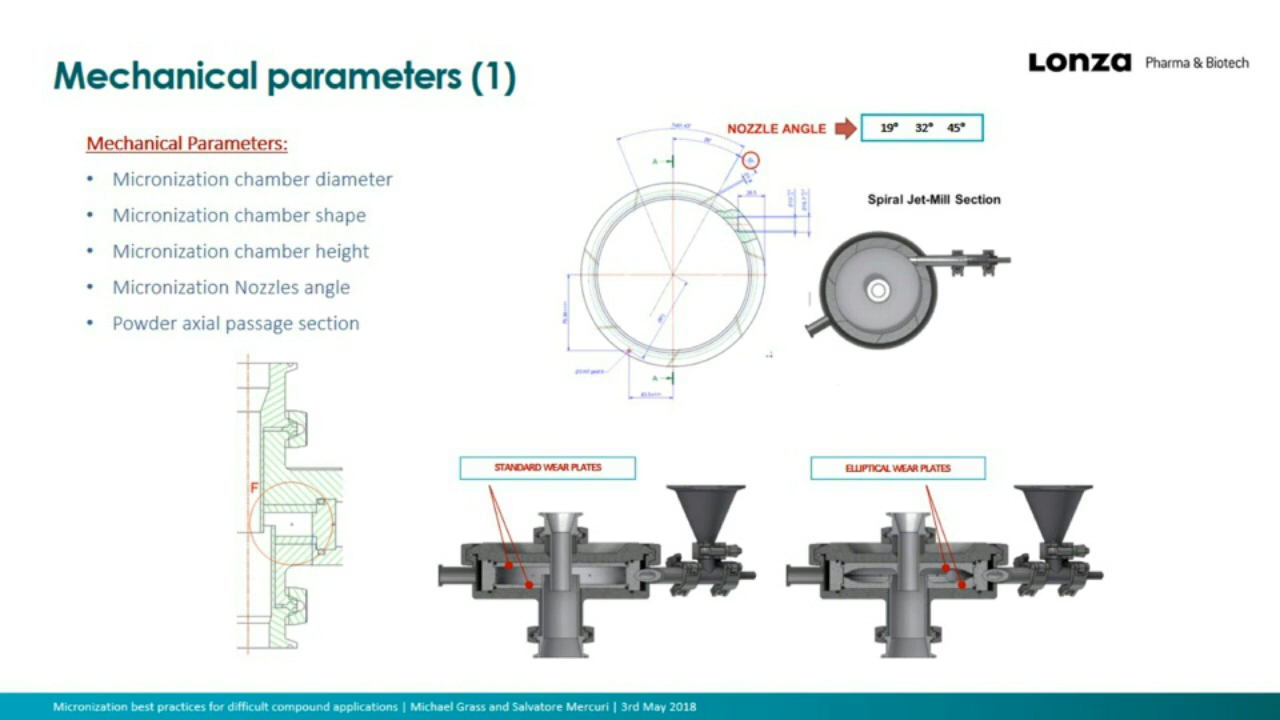 Mechanical parameters (1)
Lonza Pharma & Biotech
Mechanical Parameters:
• Micronization chamber diameter
• Micronization chamber shape
• Micronization chamber height
• Micronization Nozzles angle
• Powder axial passage section
NOZZLE ANGLE
19° 32° 45°
A
A
Spiral Jet-Mill Section
F
STANDARD WEAR PLATES
ELLIPTICAL WEAR PLATES
Micronization best practices for difficult compound applications | Michael Grass and Salvatore Mercuri | 3rd May 2018